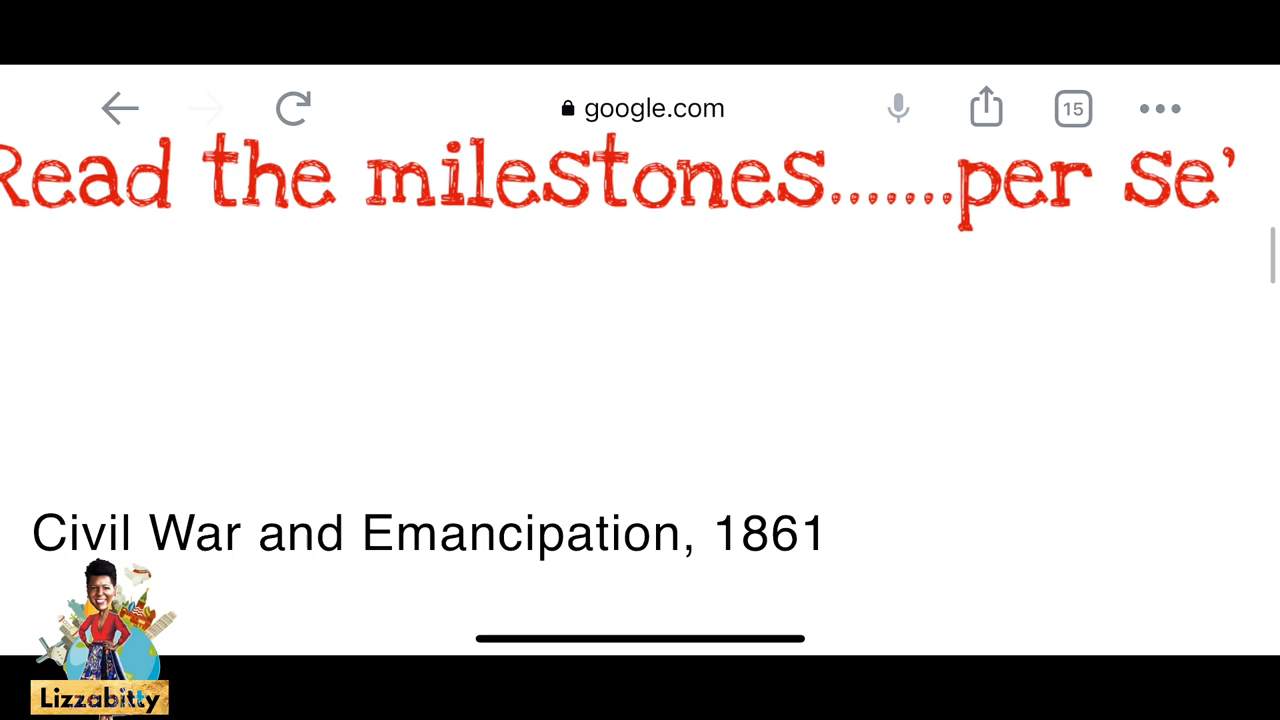 google.com
15
Read the milestones.......per se’
Civil War and Emancipation, 1861
Lizzabitty